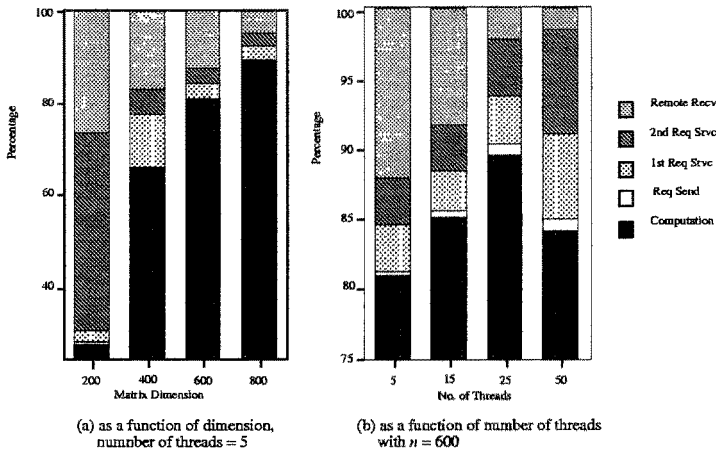 100
80
60
40
Percentage
200 400 600 800
Matrix Dimension
(a) as a function of dimension,
numnber of threads = 5
100
95
90
85
80
75
Percentage
5 15 25 50
No. of Threads
(b) as a function of number of threads
with n = 600
Remote Recv
2nd Req Srvc
1st Req Srvc
Req Send
Computation